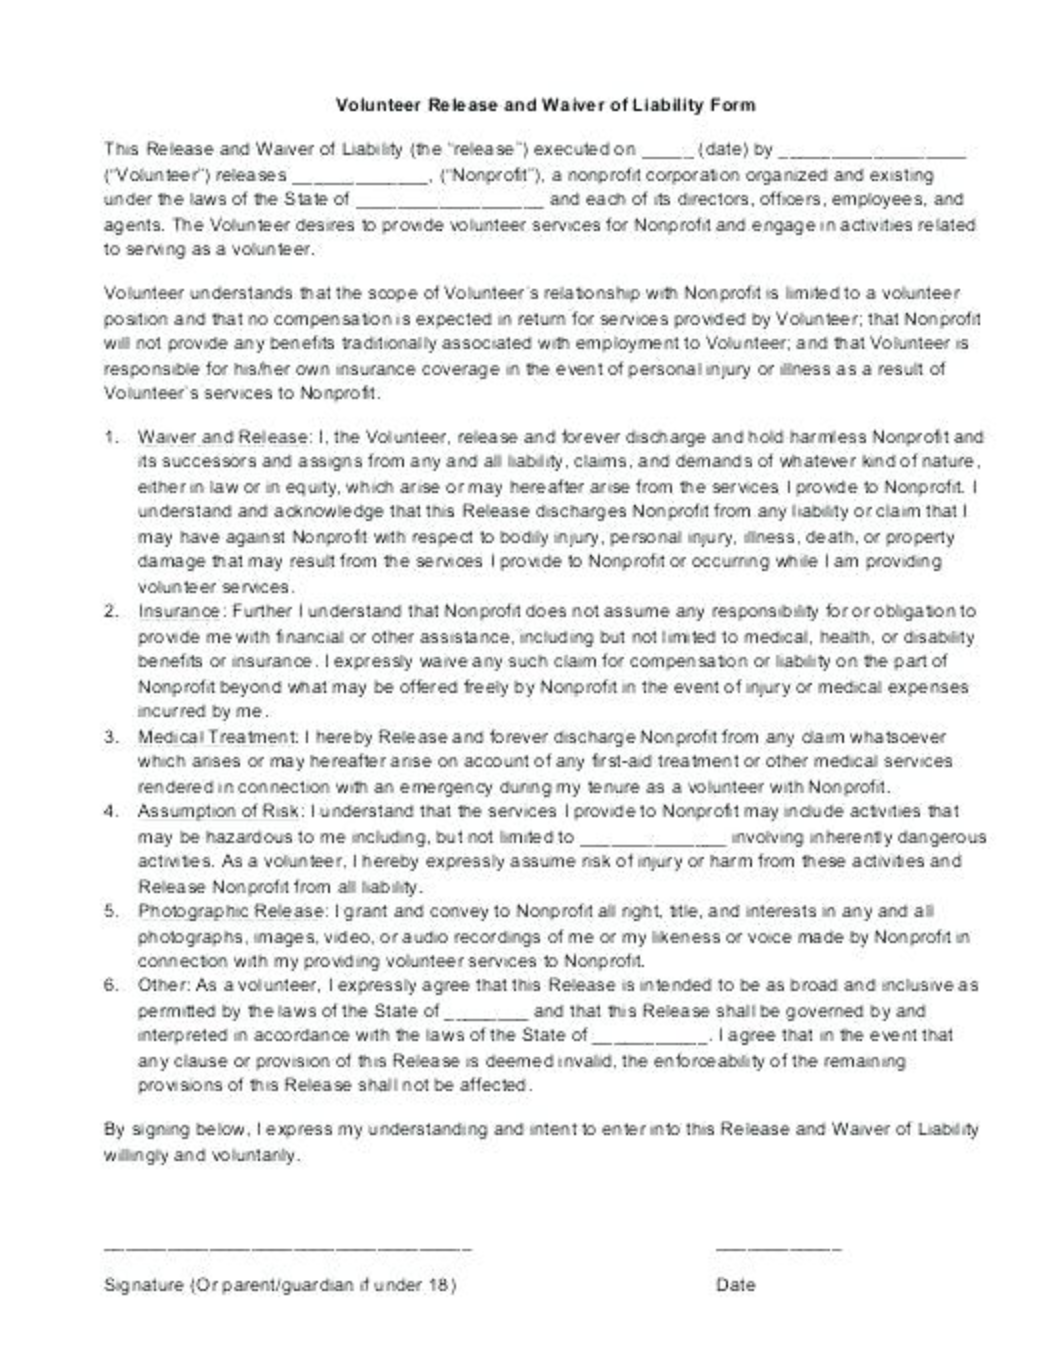 Volunteer Release and Waiver of Liability Form
This Release and Waiver of Liability (the "release") executed on _____ (date) by __________________
("Volunteer") releases _____________, ("Nonprofit"), a nonprofit corporation organized and existing
under the laws of the State of __________________ and each of its directors, officers, employees, and
agents. The Volunteer desires to provide volunteer services for Nonprofit and engage in activities related
to serving as a volunteer.
Volunteer understands that the scope of Volunteer's relationship with Nonprofit is limited to a volunteer
position and that no compensation is expected in return for services provided by Volunteer; that Nonprofit
will not provide any benefits traditionally associated with employment to Volunteer; and that Volunteer is
responsible for his/her own insurance coverage in the event of personal injury or illness as a result of
Volunteer's services to Nonprofit.
1. Waiver and Release: I, the Volunteer, release and forever discharge and hold harmless Nonprofit and
its successors and assigns from any and all liability, claims, and demands of whatever kind of nature,
either in law or in equity, which arise or may hereafter arise from the services I provide to Nonprofit. I
understand and acknowledge that this Release discharges Nonprofit from any liability or claim that I
may have against Nonprofit with respect to bodily injury, personal injury, illness, death, or property
damage that may result from the services I provide to Nonprofit or occurring while I am providing
volunteer services.
2. Insurance: Further I understand that Nonprofit does not assume any responsibility for or obligation to
provide me with financial or other assistance, including but not limited to medical, health, or disability
benefits or insurance. I expressly waive any such claim for compensation or liability on the part of
Nonprofit beyond what may be offered freely by Nonprofit in the event of injury or medical expenses
incurred by me.
3. Medical Treatment: I hereby Release and forever discharge Nonprofit from any claim whatsoever
which arises or may hereafter arise on account of any first-aid treatment or other medical services
rendered in connection with an emergency during my tenure as a volunteer with Nonprofit.
4. Assumption of Risk: I understand that the services I provide to Nonprofit may include activities that
may be hazardous to me including, but not limited to ______________ involving inherently dangerous
activities. As a volunteer, I hereby expressly assume risk of injury or harm from these activities and
Release Nonprofit from all liability.
5. Photographic Release: I grant and convey to Nonprofit all right, title, and interests in any and all
photographs, images, video, or audio recordings of me or my likeness or voice made by Nonprofit in
connection with my providing volunteer services to Nonprofit.
6. Other: As a volunteer, I expressly agree that this Release is intended to be as broad and inclusive as
permitted by the laws of the State of ________ and that this Release shall be governed by and
interpreted in accordance with the laws of the State of ___________. I agree that in the event that
any clause or provision of this Release is deemed invalid, the enforceability of the remaining
provisions of this Release shall not be affected.
By signing below, I express my understanding and intent to enter into this Release and Waiver of Liability
willingly and voluntarily.
___________________________________ ____________
Signature (Or parent/guardian if under 18) Date